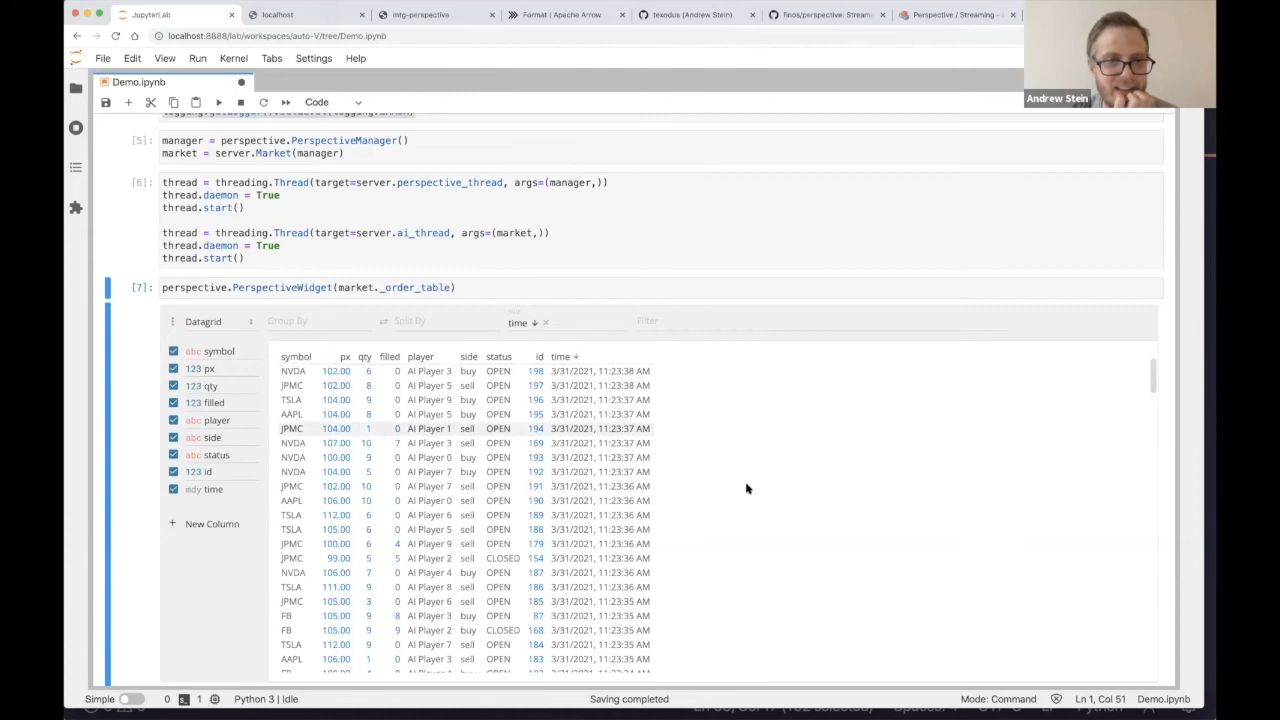 JupyterLab
localhost
mtg-perspective
Format | Apache Arrow
texodus (Andrew Stein)
finos/perspective: Streami
Perspective / Streaming -
localhost:8888/lab/workspaces/auto-V/tree/Demo.ipynb
File Edit View Run Kernel Tabs Settings Help
Andrew Stein
Demo.ipynb
Code
[5]: manager = perspective.PerspectiveManager()
market = server.Market(manager)
[6]: thread = threading.Thread(target=server.perspective_thread, args=(manager,))
thread.daemon = True
thread.start()
thread = threading.Thread(target=server.ai_thread, args=(market,))
thread.daemon = True
thread.start()
[7]: perspective.PerspectiveWidget(market._order_table)
Datagrid
Group By
Split By
time
Filter
abc symbol
123 px
123 qty
123 filled
abc player
abc side
abc status
123 id
mdy time
+ New Column
symbol px qty filled player side status id time
NVDA 102.00 6 0 AI Player 3 buy OPEN 198 3/31/2021, 11:23:38 AM
JPMC 102.00 8 0 AI Player 5 sell OPEN 197 3/31/2021, 11:23:38 AM
TSLA 104.00 9 0 AI Player 9 buy OPEN 196 3/31/2021, 11:23:37 AM
AAPL 104.00 8 0 AI Player 5 buy OPEN 195 3/31/2021, 11:23:37 AM
JPMC 104.00 1 0 AI Player 1 sell OPEN 194 3/31/2021, 11:23:37 AM
NVDA 107.00 10 7 AI Player 3 sell OPEN 169 3/31/2021, 11:23:37 AM
NVDA 100.00 9 0 AI Player 0 buy OPEN 193 3/31/2021, 11:23:37 AM
NVDA 104.00 5 0 AI Player 7 buy OPEN 192 3/31/2021, 11:23:37 AM
JPMC 102.00 10 0 AI Player 7 sell OPEN 191 3/31/2021, 11:23:36 AM
AAPL 106.00 10 0 AI Player 0 sell OPEN 190 3/31/2021, 11:23:36 AM
TSLA 112.00 6 0 AI Player 6 sell OPEN 189 3/31/2021, 11:23:36 AM
TSLA 105.00 6 0 AI Player 5 sell OPEN 188 3/31/2021, 11:23:36 AM
JPMC 100.00 6 4 AI Player 9 sell OPEN 179 3/31/2021, 11:23:36 AM
JPMC 99.00 5 5 AI Player 2 sell CLOSED 154 3/31/2021, 11:23:36 AM
NVDA 106.00 7 0 AI Player 4 buy OPEN 187 3/31/2021, 11:23:36 AM
TSLA 111.00 9 0 AI Player 8 sell OPEN 186 3/31/2021, 11:23:36 AM
JPMC 105.00 3 0 AI Player 6 sell OPEN 185 3/31/2021, 11:23:35 AM
FB 105.00 9 8 AI Player 3 buy OPEN 87 3/31/2021, 11:23:35 AM
FB 105.00 9 9 AI Player 2 buy CLOSED 168 3/31/2021, 11:23:35 AM
TSLA 112.00 9 0 AI Player 7 sell OPEN 184 3/31/2021, 11:23:35 AM
AAPL 106.00 1 0 AI Player 3 sell OPEN 183 3/31/2021, 11:23:35 AM
Simple 0 1 Python 3 | Idle Saving completed Mode: Command Ln 1, Col 51 Demo.ipynb